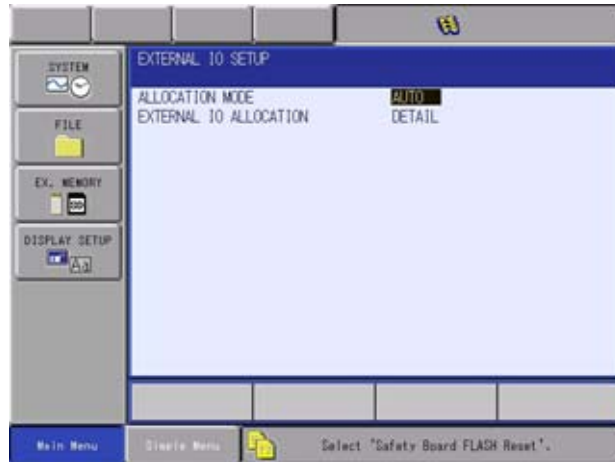 SYSTEM
FILE
EX. MEMORY
DISPLAY SETUP
EXTERNAL IO SETUP
ALLOCATION MODE AUTO
EXTERNAL IO ALLOCATION DETAIL
Main Menu
Simple Menu
Select "Safety Board FLASH Reset".